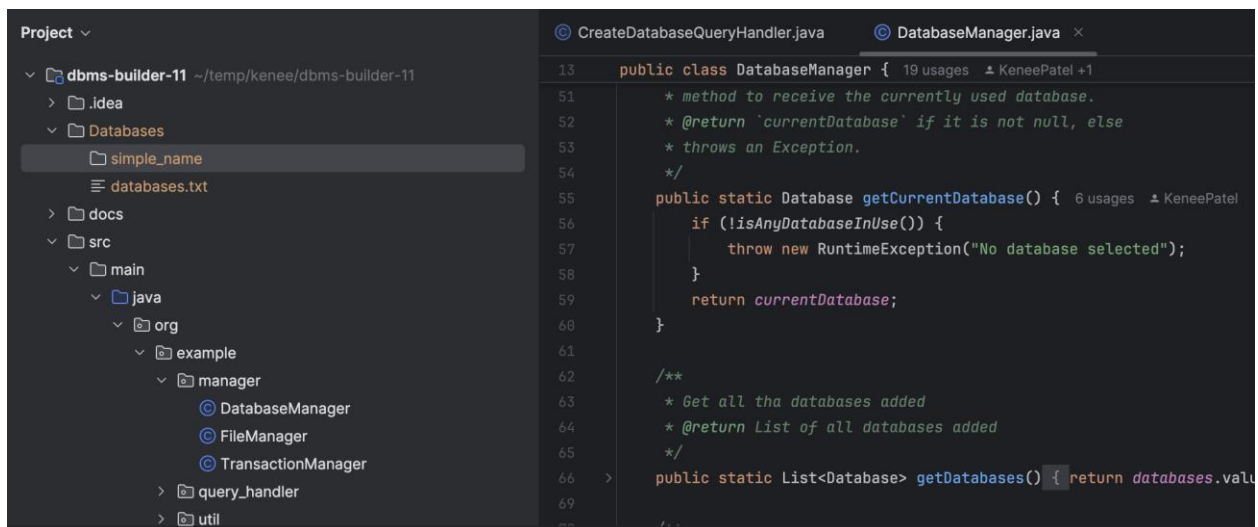 Project
dbms-builder-11 ~/temp/kenee/dbms-builder-11
.idea
Databases
simple_name
databases.txt
docs
src
main
java
org
example
manager
DatabaseManager
FileManager
TransactionManager
query_handler
util
CreateDatabaseQueryHandler.java DatabaseManager.java
13 public class DatabaseManager { 19 usages KeneePatel +1
51 * method to receive the currently used database.
52 * @return `currentDatabase` if it is not null, else
53 * throws an Exception.
54 */
55 public static Database getCurrentDatabase() { 6 usages KeneePatel
56 if (!isAnyDatabaseInUse()) {
57 throw new RuntimeException("No database selected");
58 }
59 return currentDatabase;
60 }
61
62 /**
63 * Get all tha databases added
64 * @return List of all databases added
65 */
66 public static List<Database> getDatabases() { return databases.valu
69